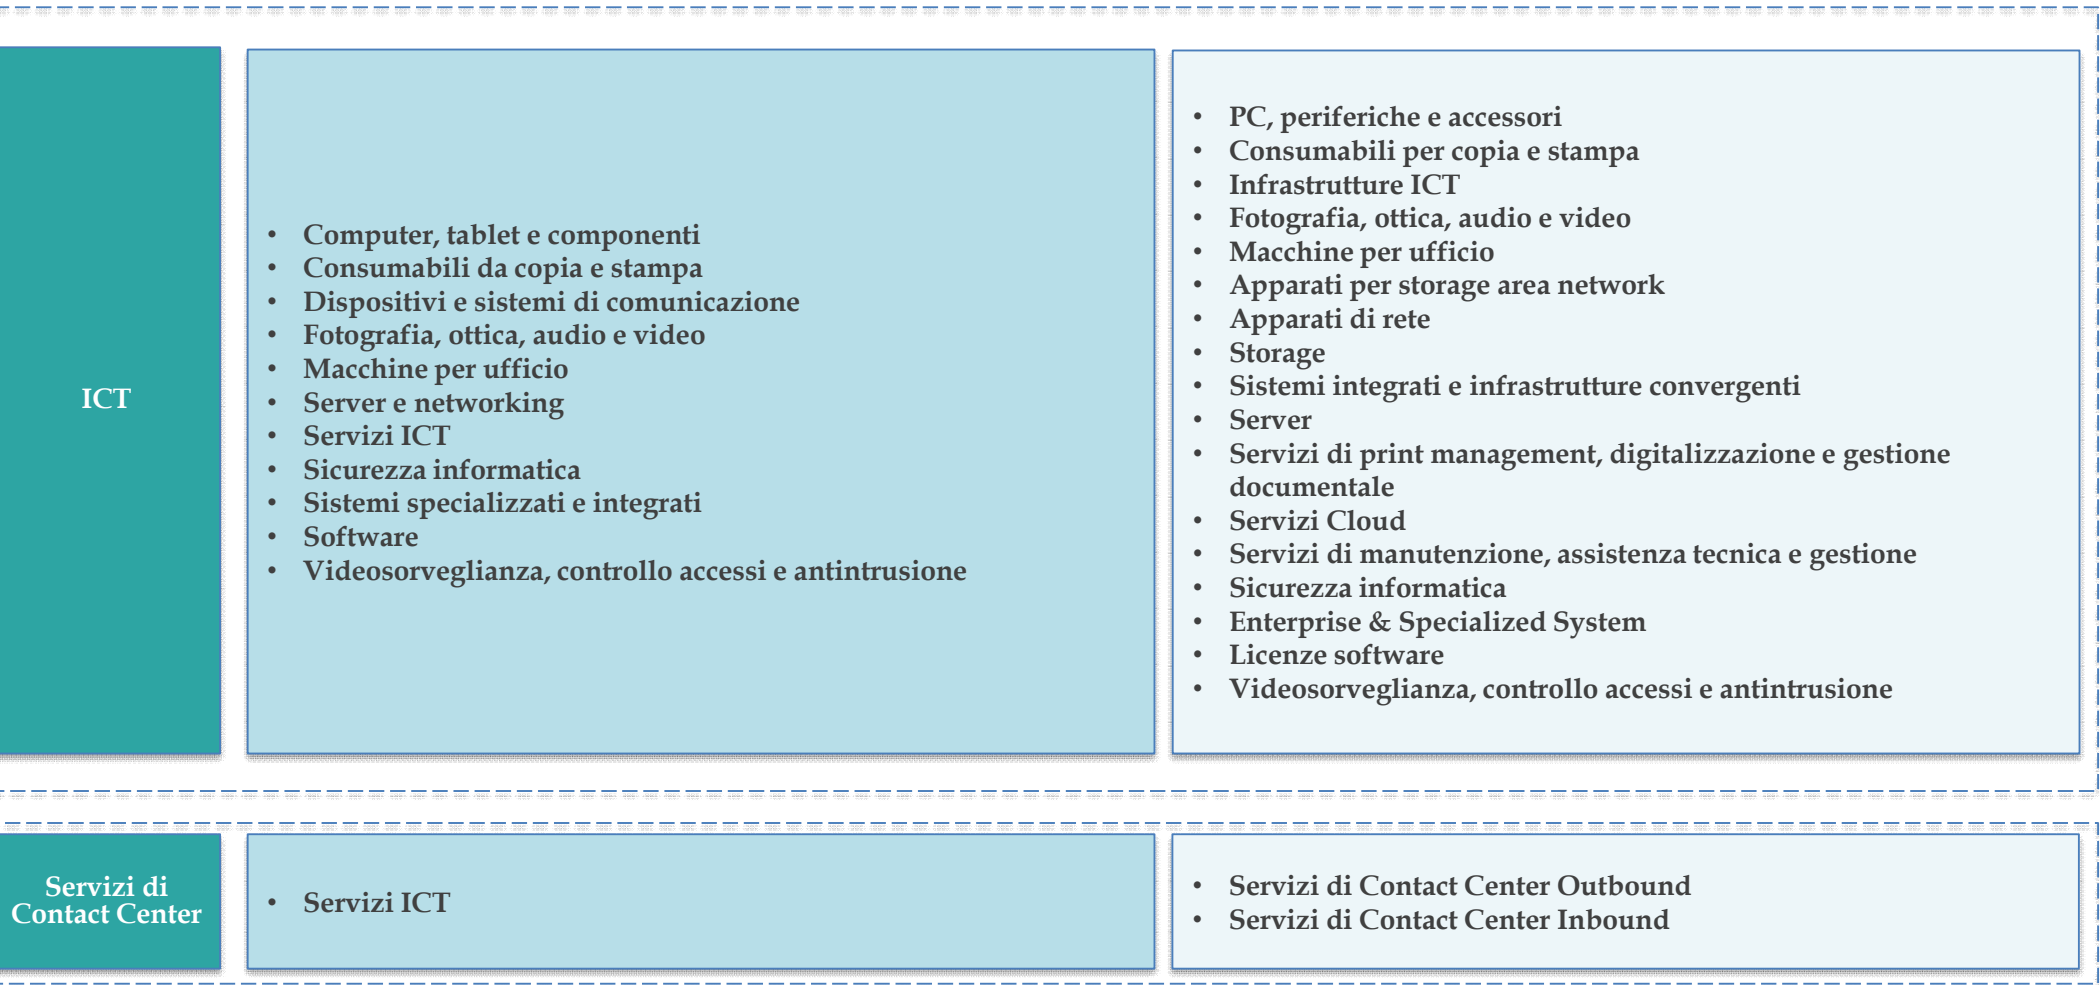 ICT
• Computer, tablet e componenti
• Consumabili da copia e stampa
• Dispositivi e sistemi di comunicazione
• Fotografia, ottica, audio e video
• Macchine per ufficio
• Server e networking
• Servizi ICT
• Sicurezza informatica
• Sistemi specializzati e integrati
• Software
• Videosorveglianza, controllo accessi e antintrusione
• PC, periferiche e accessori
• Consumabili per copia e stampa
• Infrastrutture ICT
• Fotografia, ottica, audio e video
• Macchine per ufficio
• Apparati per storage area network
• Apparati di rete
• Storage
• Sistemi integrati e infrastrutture convergenti
• Server
• Servizi di print management, digitalizzazione e gestione
documentale
• Servizi Cloud
• Servizi di manutenzione, assistenza tecnica e gestione
• Sicurezza informatica
• Enterprise & Specialized System
• Licenze software
• Videosorveglianza, controllo accessi e antintrusione
Servizi di
Contact Center
• Servizi ICT
• Servizi di Contact Center Outbound
• Servizi di Contact Center Inbound